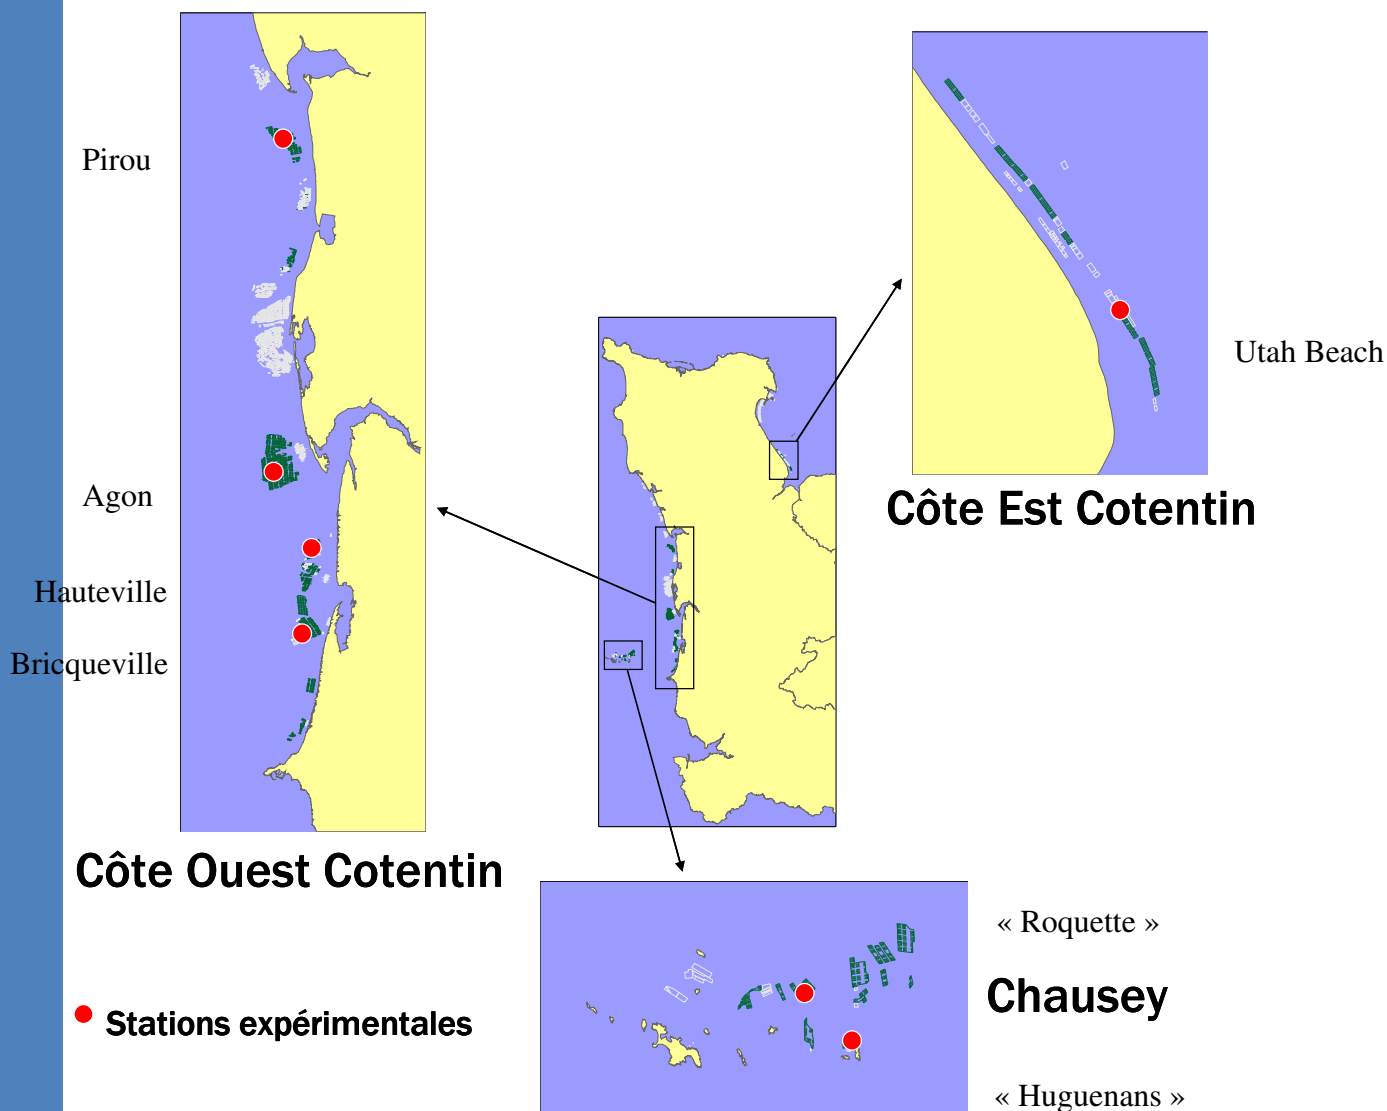 Pirou
Agon
Hauteville
Bricqueville
Côte Ouest Cotentin
Stations expérimentales
Utah Beach
Côte Est Cotentin
« Roquette »
Chausey
« Huguenans »